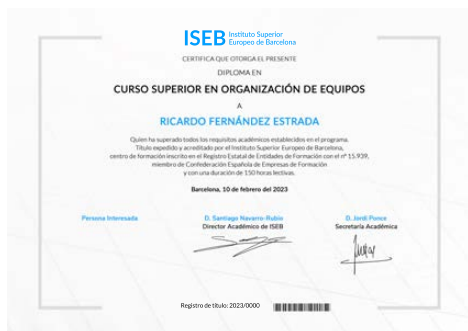 ISEB Instituto Superior
Europeo de Barcelona
CERTIFICA QUE OTORGA EL PRESENTE
DIPLOMA EN
CURSO SUPERIOR EN ORGANIZACIÓN DE EQUIPOS
A
RICARDO FERNÁNDEZ ESTRADA
Quien ha superado todos los requisitos académicos establecidos en el programa.
Título expedido y acreditado por el Instituto Superior Europeo de Barcelona,
centro de formación inscrito en el Registro Estatal de Entidades de Formación con el nº 15.939,
miembro de Confederación Española de Empresas de Formación
y con una duración de 150 horas lectivas.
Barcelona, 10 de febrero del 2023
Persona Interesada
D. Santiago Navarro-Rubio
Director Académico de ISEB
D. Jordi Ponce
Secretaría Académica
Registro de título: 2023/0000